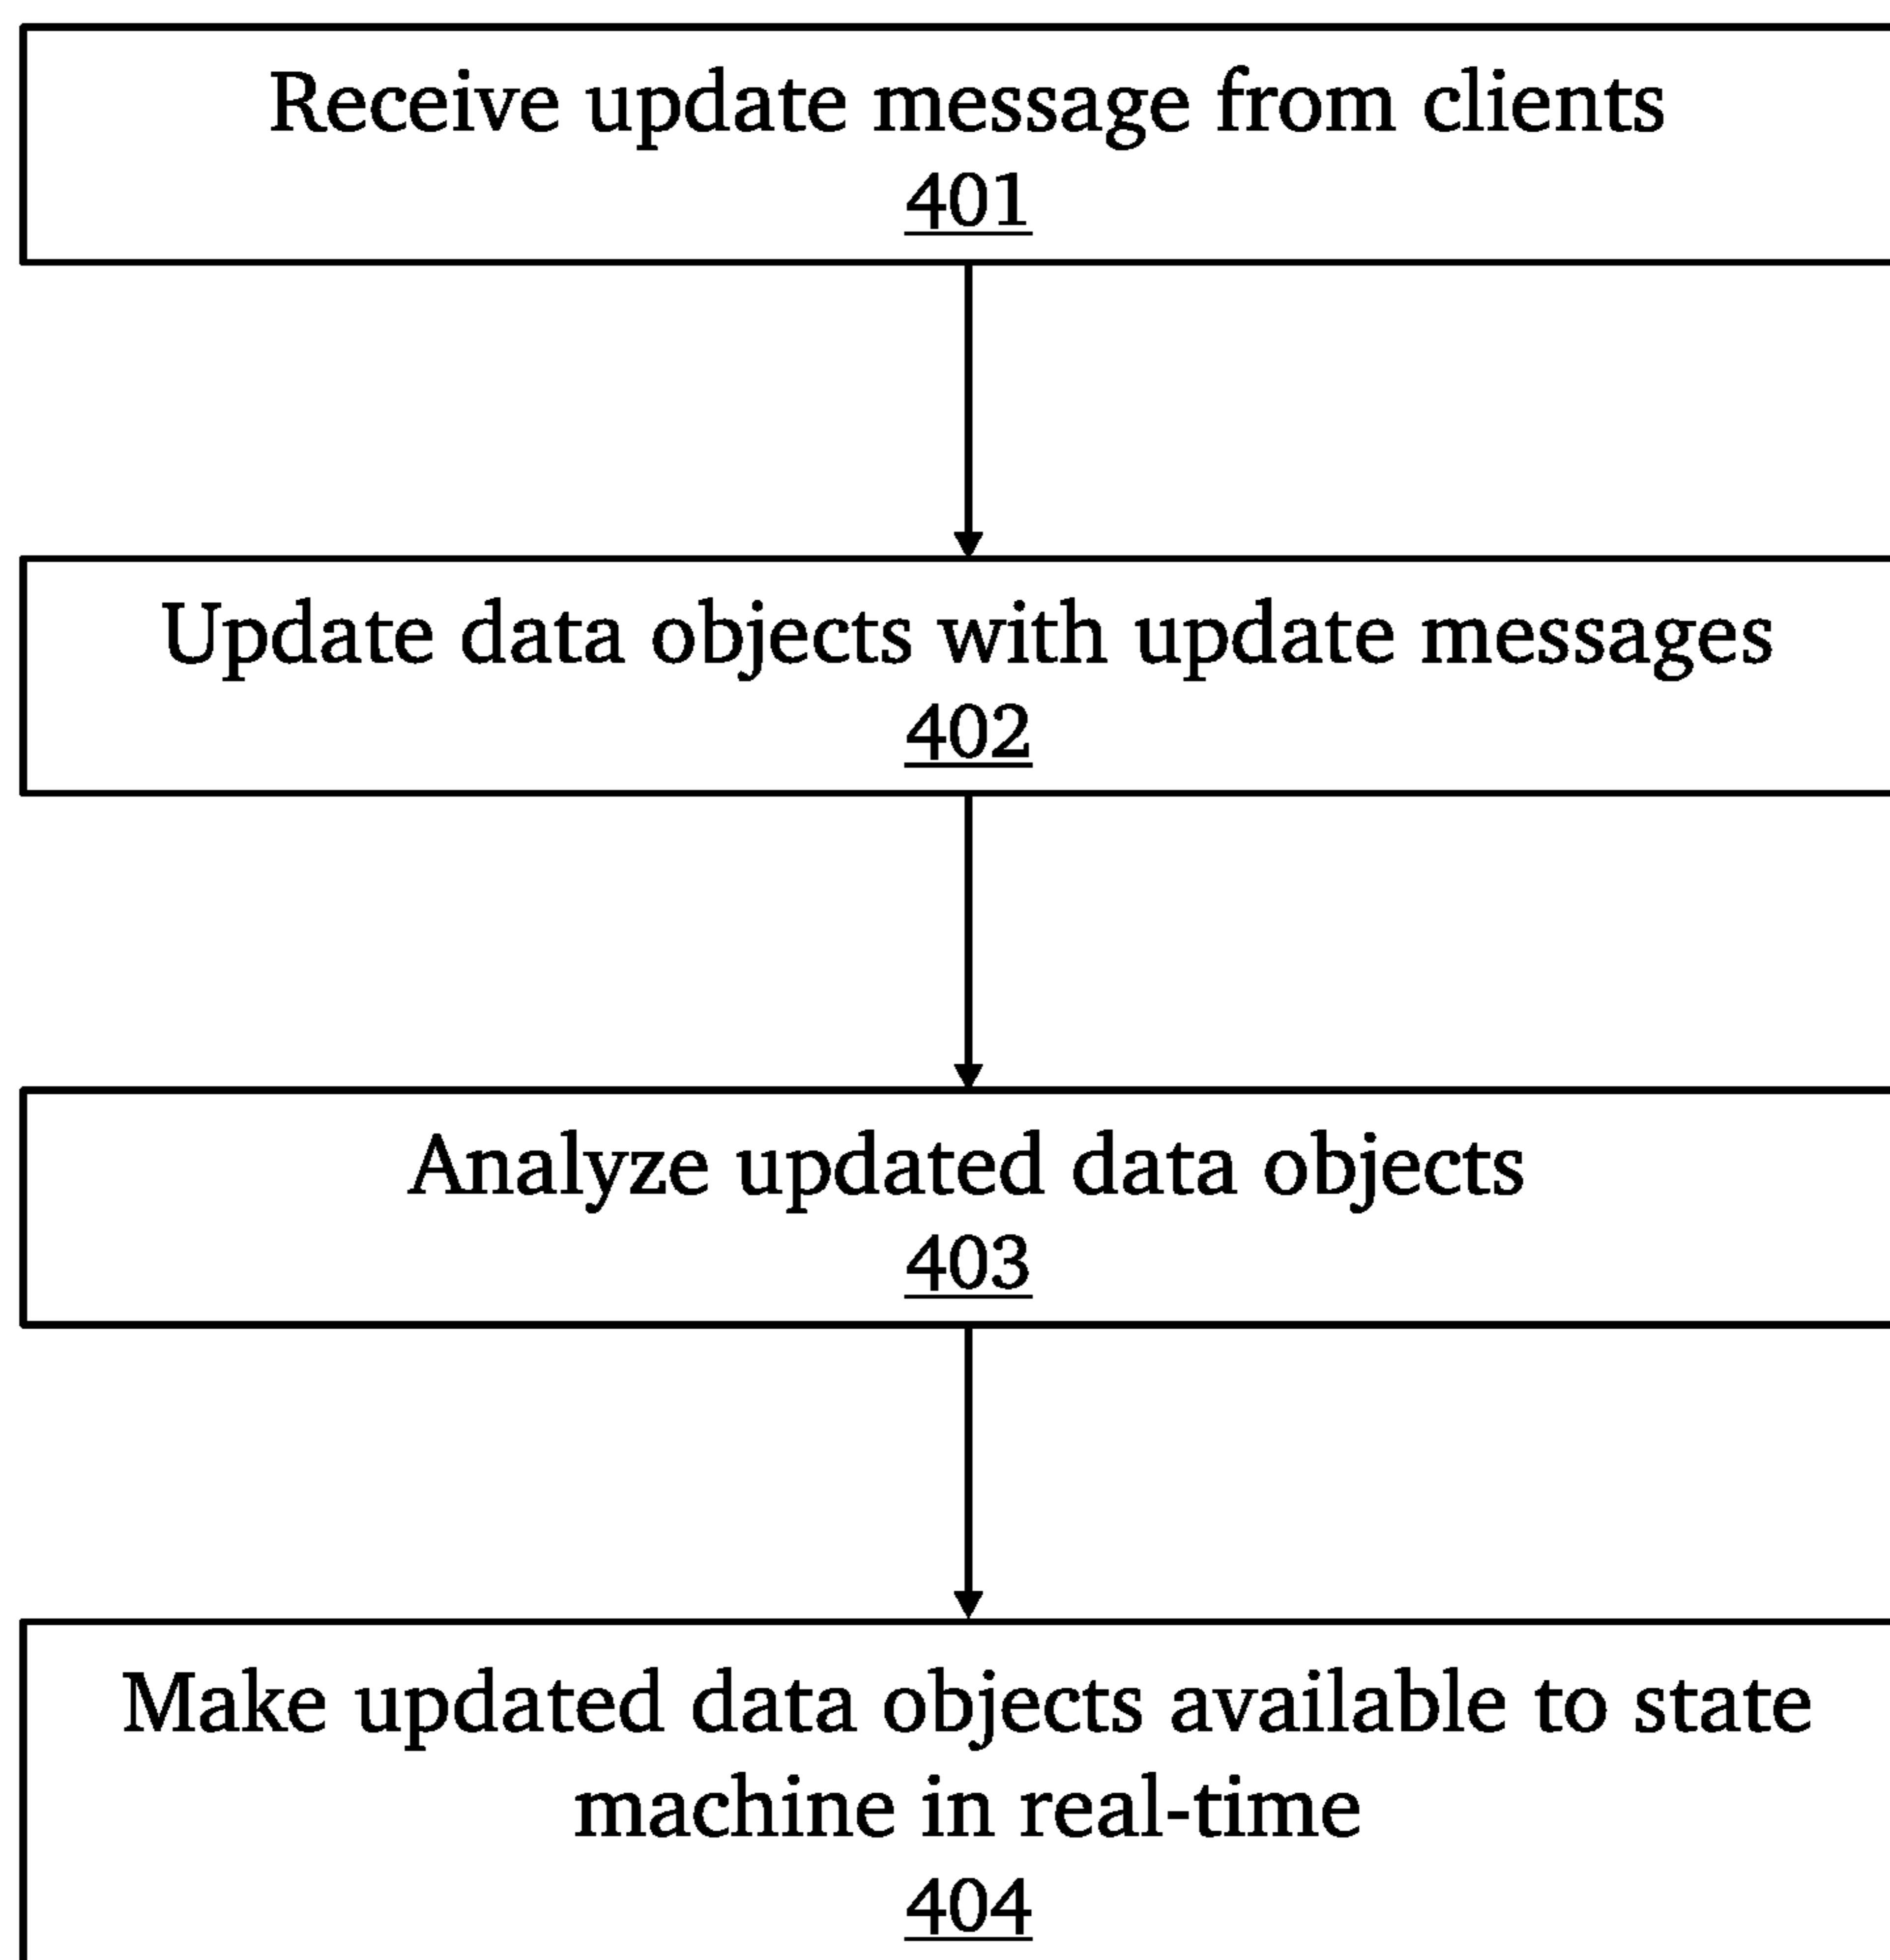 Receive update message from clients
401
Update data objects with update messages
402
Analyze updated data objects
403
Make updated data objects available to state
machine in real-time
404